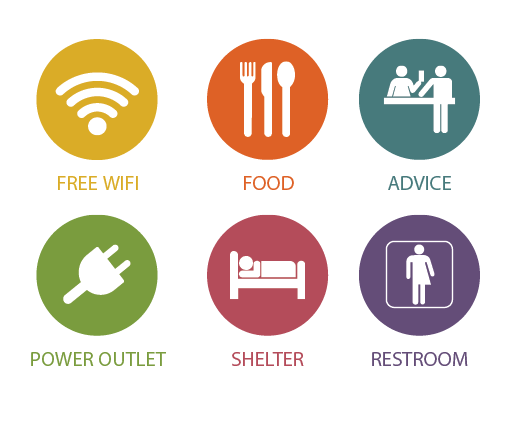 FREE WIFI
FOOD
ADVICE
POWER OUTLET
SHELTER
RESTROOM